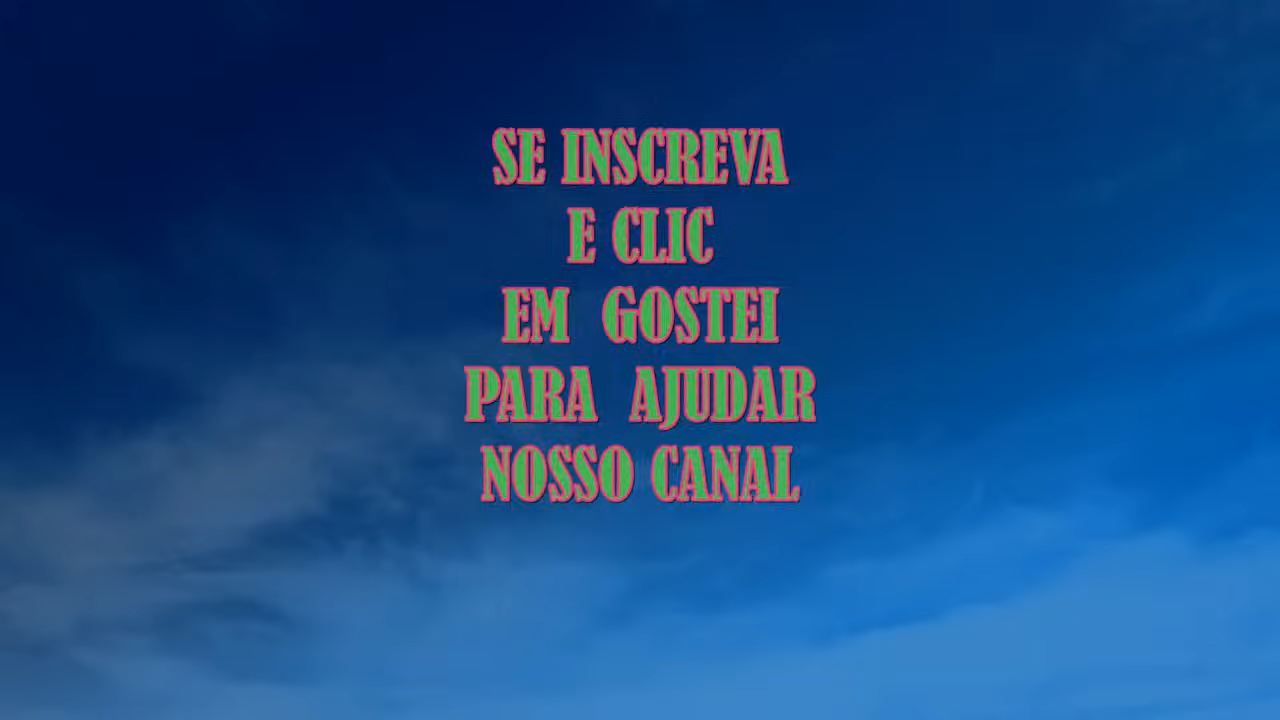 SE INSCREVA
E CLIC
EM GOSTEI
PARA AJUDAR
NOSSO CANAL